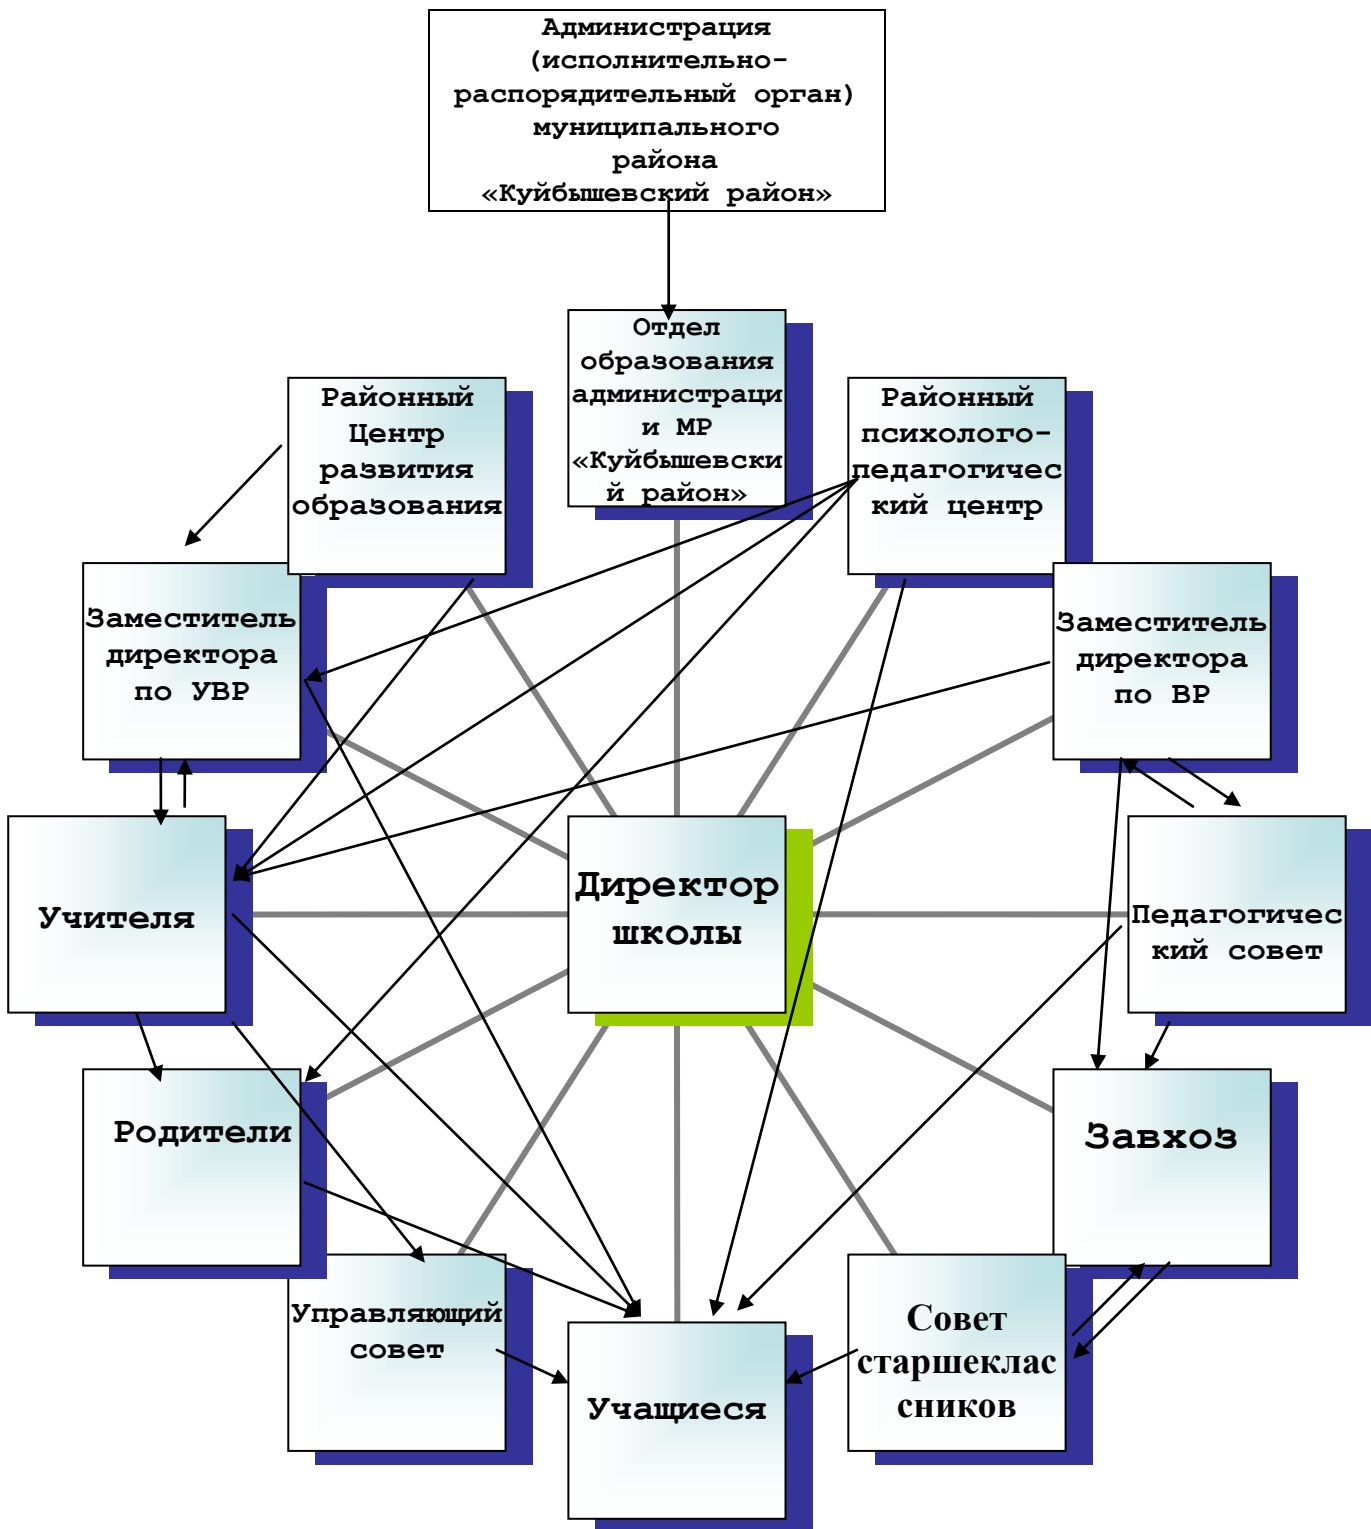 Администрация
(исполнительно-
распорядительный орган)
муниципального
района
«Куйбышевский район»
Отдел
образования
администраци
и МР
«Куйбышевски
й район»
Районный
Центр
развития
образования
Районный
психолого-
педагогичес
кий центр
Заместитель
директора
по УВР
Заместитель
директора
по ВР
Учителя
Директор
школы
Педагогичес
кий совет
Родители
Завхоз
Управляющий
совет
Учащиеся
Совет
старшеклас
сников